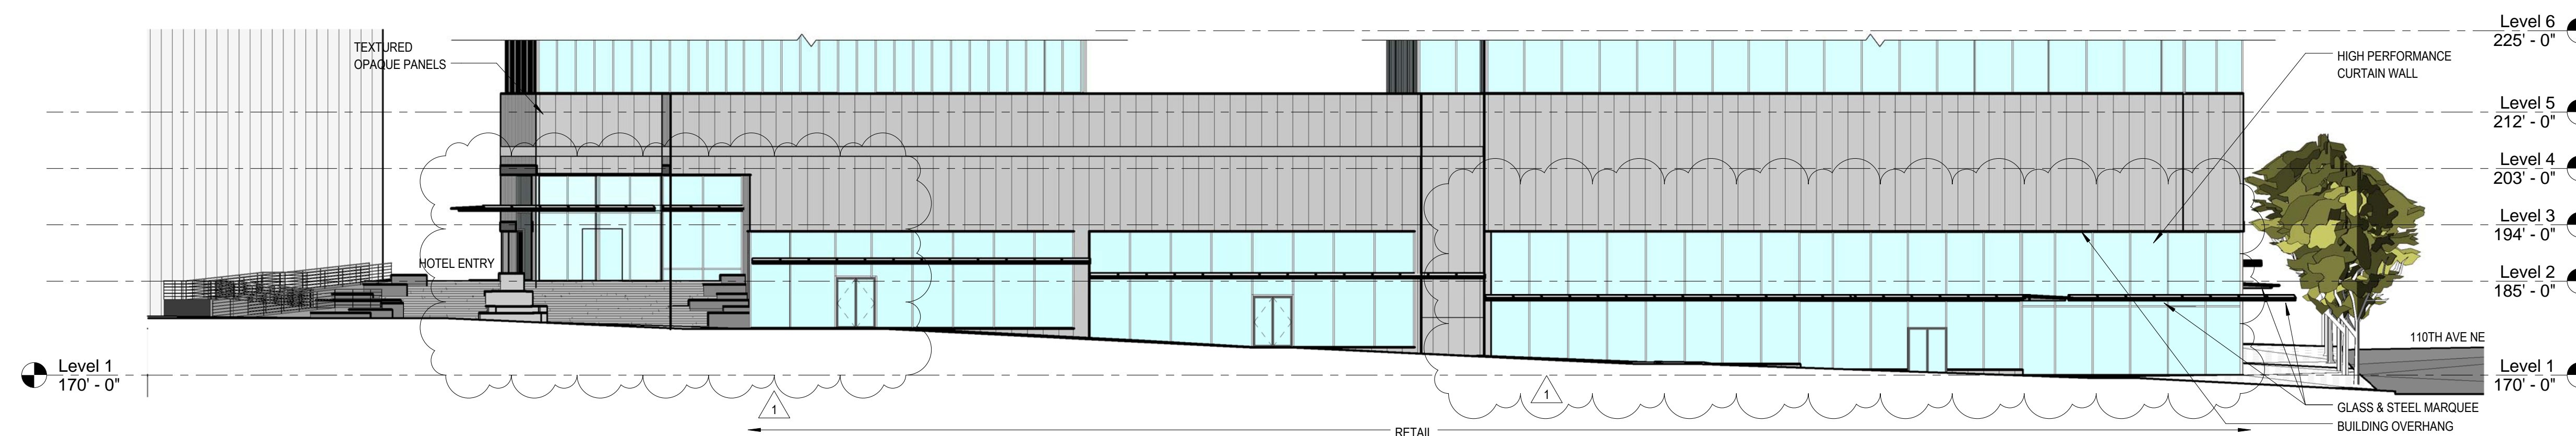 Level 6
225' - 0"
TEXTURED
OPAQUE PANELS
HIGH PERFORMANCE
CURTAIN WALL
Level 5
212' - 0"
Level 4
203' - 0"
Level 3
194' - 0"
HOTEL ENTRY
Level 2
185' - 0"
110TH AVE NE
Level 1
170' - 0"
Level 1
170' - 0"
1
1
GLASS & STEEL MARQUEE
BUILDING OVERHANG
RETAIL